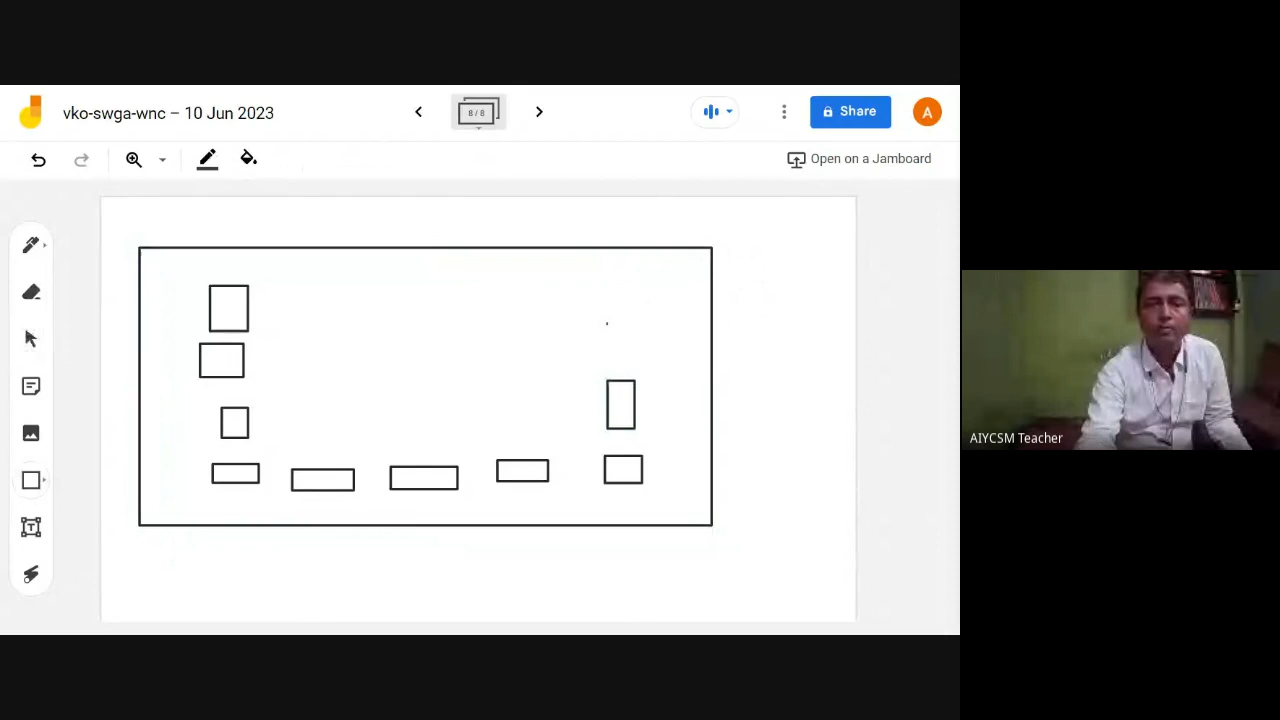 vko-swga-wnc – 10 Jun 2023
8 / 8
Share
A
Open on a Jamboard
T
AIYCSM Teacher